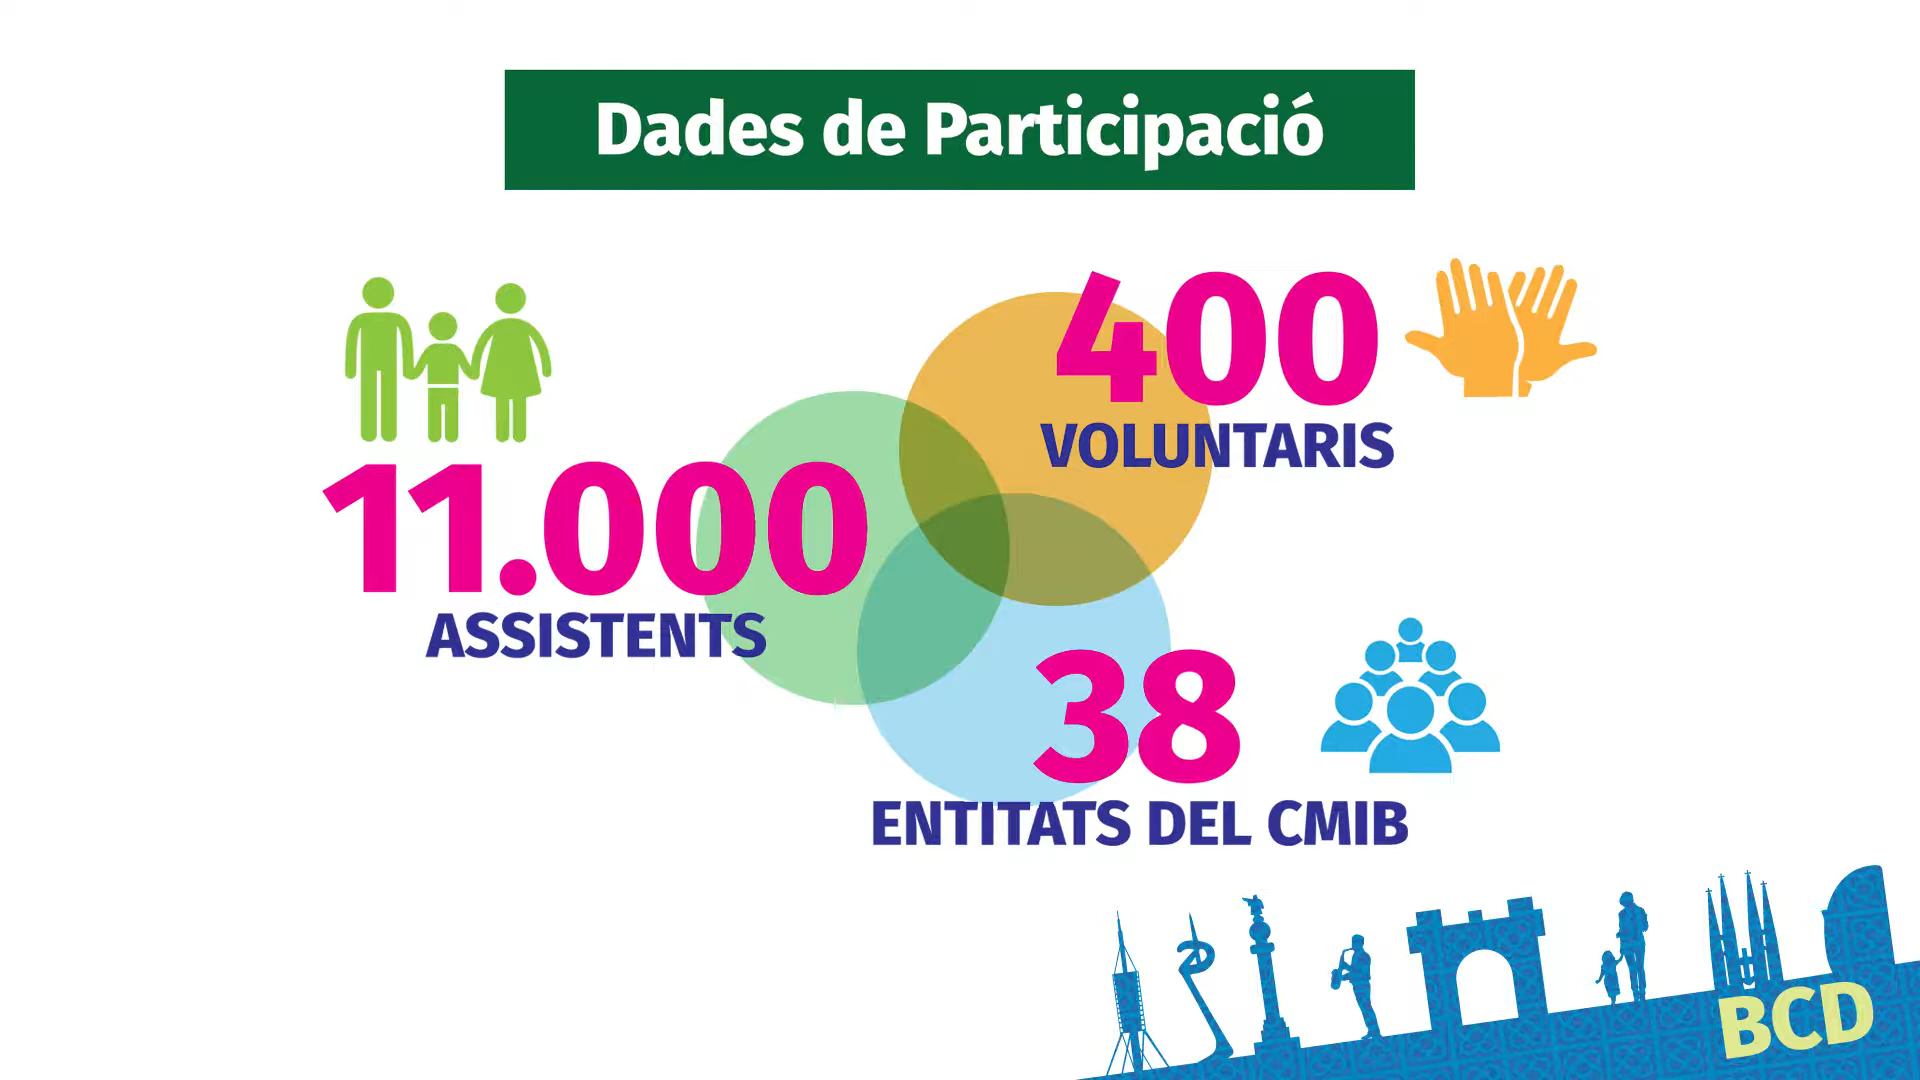 Dades de Participació
11.000
ASSISTENTS
400
VOLUNTARIS
38
ENTITATS DEL CMIB
BCD